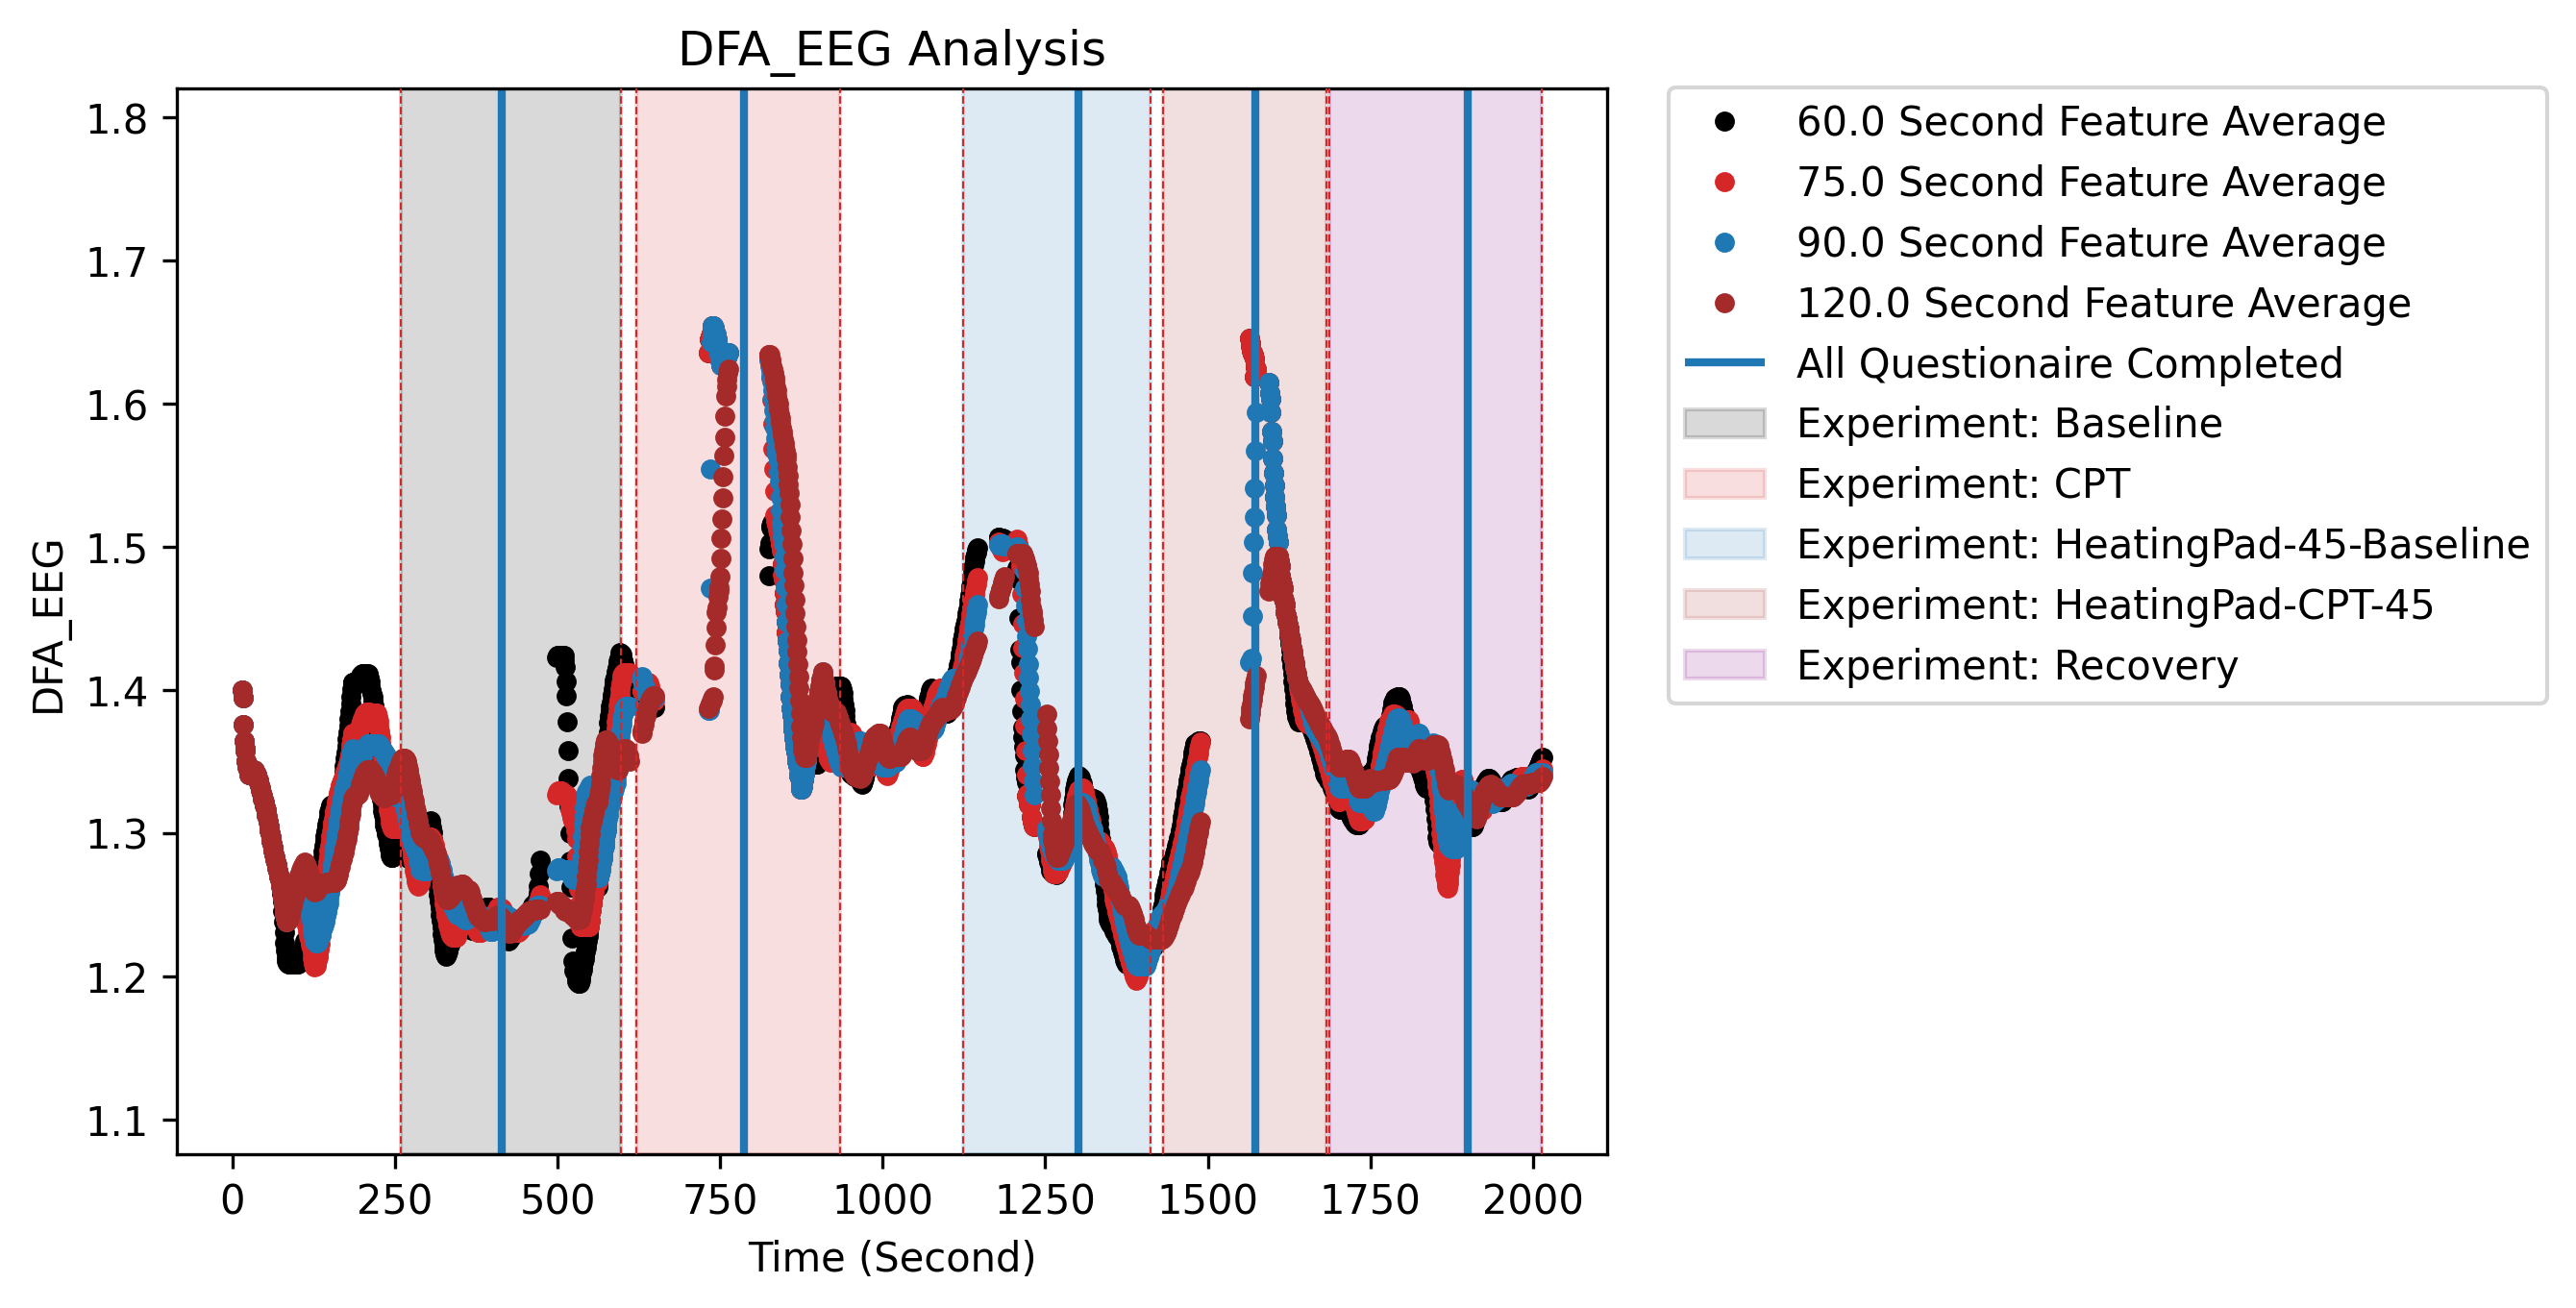 DFA_EEG Analysis
1.8
1.7
1.6
1.5
1.4
1.3
1.2
1.1
DFA_EEG
0 250 500 750 1000 1250 1500 1750 2000
Time (Second)
60.0 Second Feature Average
75.0 Second Feature Average
90.0 Second Feature Average
120.0 Second Feature Average
All Questionaire Completed
Experiment: Baseline
Experiment: CPT
Experiment: HeatingPad-45-Baseline
Experiment: HeatingPad-CPT-45
Experiment: Recovery